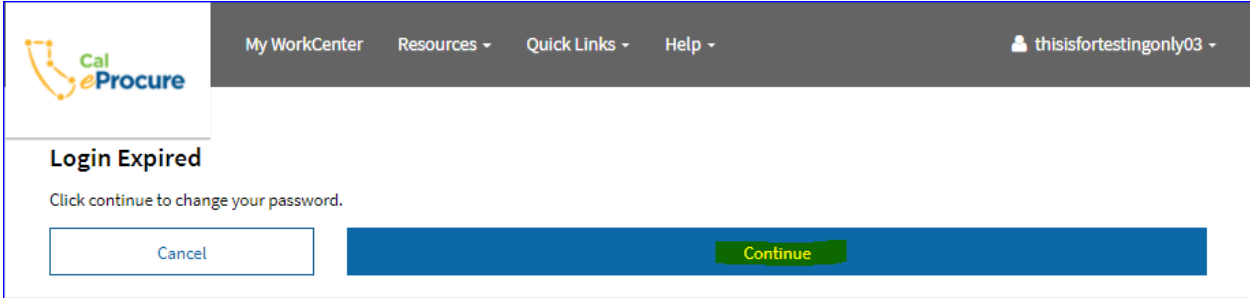 Cal eProcure
My WorkCenter Resources Quick Links Help thisisfortestingonly03
Login Expired
Click continue to change your password.
Cancel Continue